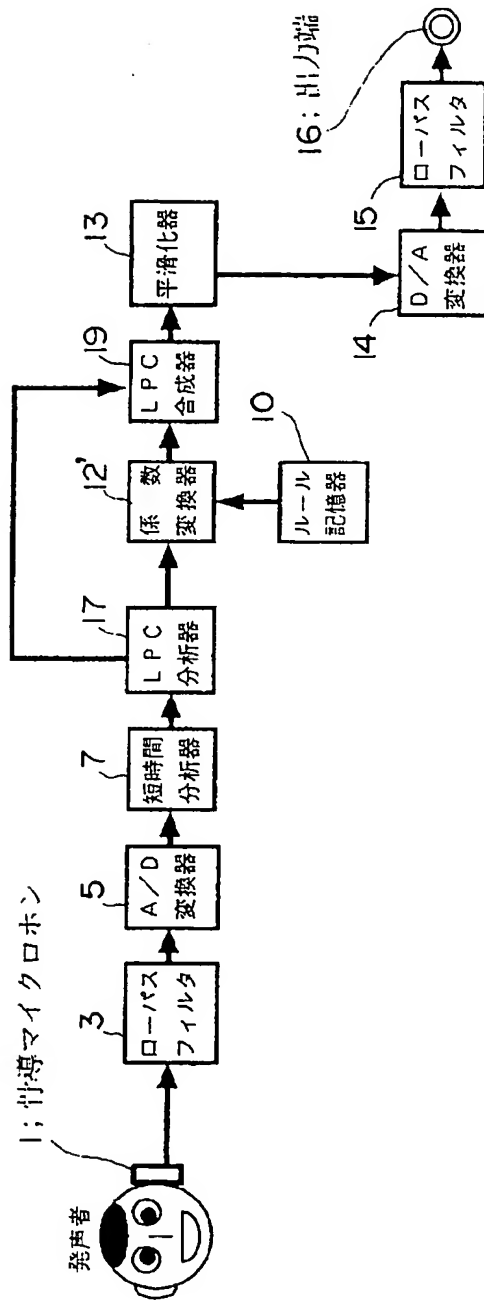 発声者
1; 骨導マイクロホン
3
ローパス
フィルタ
5
A/D
変換器
7
短時間
分析器
17
LPC
分析器
12'
係数
変換器
10
ルール
記憶器
19
LPC
合成器
13
平滑化器
14
D/A
変換器
15
ローパス
フィルタ
16; 出力端